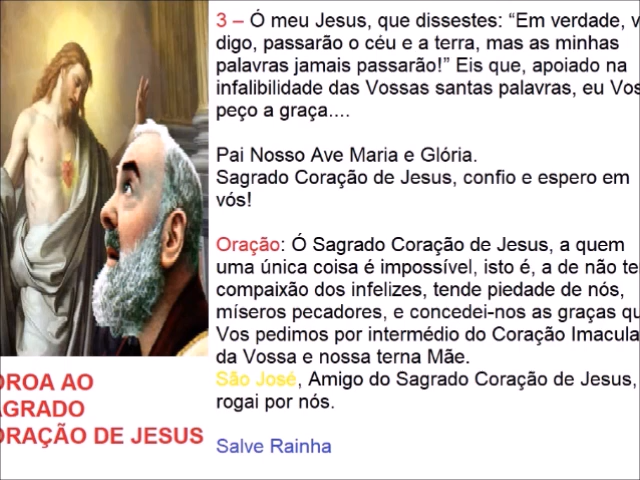 3 – Ó meu Jesus, que dissestes: “Em verdade, v
digo, passarão o céu e a terra, mas as minhas
palavras jamais passarão!” Eis que, apoiado na
infalibilidade das Vossas santas palavras, eu Vos
peço a graça....
Pai Nosso Ave Maria e Glória.
Sagrado Coração de Jesus, confio e espero em
vós!
Oração: Ó Sagrado Coração de Jesus, a quem
uma única coisa é impossível, isto é, a de não te
compaixão dos infelizes, tende piedade de nós,
míseros pecadores, e concedei-nos as graças qu
Vos pedimos por intermédio do Coração Imacula
da Vossa e nossa terna Mãe.
São José, Amigo do Sagrado Coração de Jesus,
rogai por nós.
Salve Rainha
OROA AO
AGRADO
ORAÇÃO DE JESUS